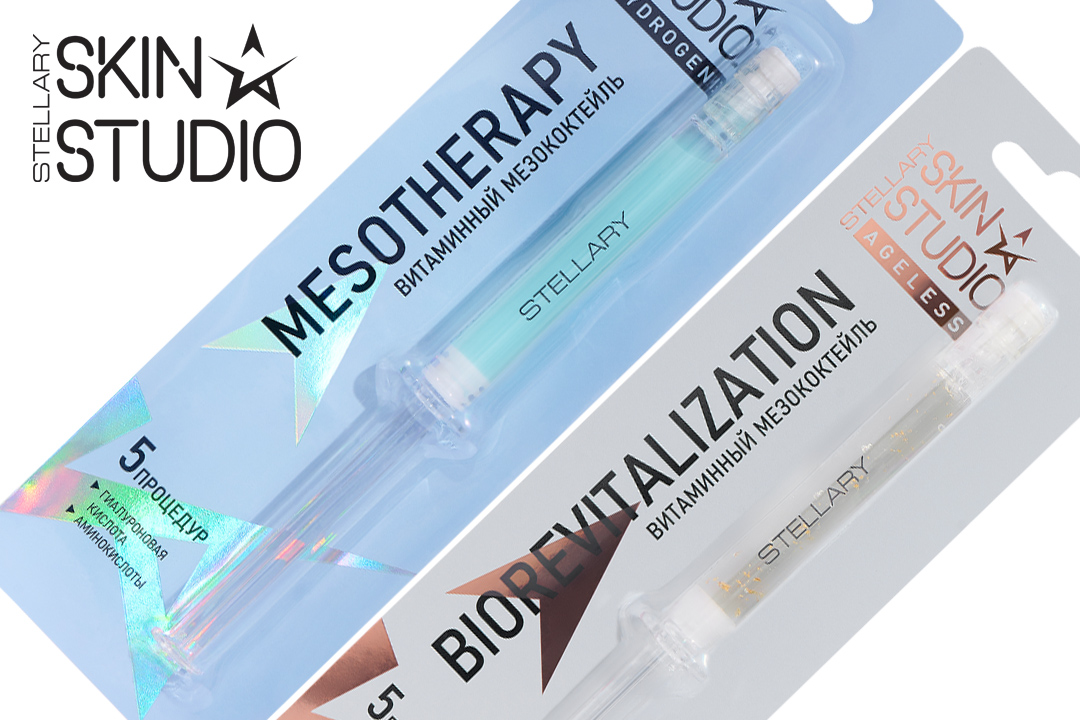 STELLARY
SKIN
STUDIO
STUDIO
MESOTHERAPY
ВИТАМИННЫЙ МЕЗОКОКТЕЙЛЬ
STELLARY
5 ПРОЦЕДУР
ГИАЛУРОНОВАЯ
КИСЛОТА
АМИНОКИСЛОТЫ
STELLARY
SKIN
STUDIO
AGELESS
BIOREVITALIZATION
ВИТАМИННЫЙ МЕЗОКОКТЕЙЛЬ
STELLARY
5